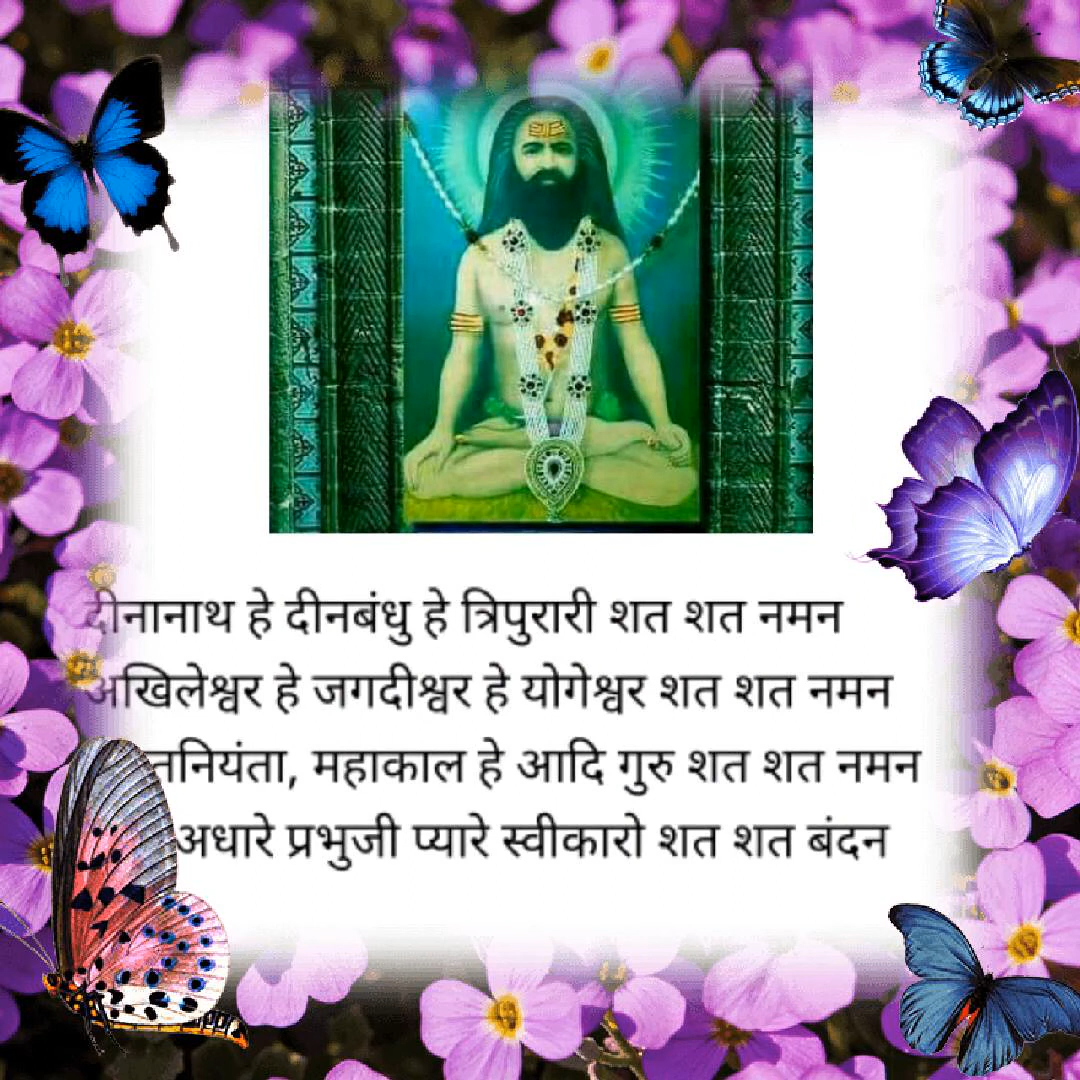 दीनानाथ हे दीनबंधु हे त्रिपुरारी शत शत नमन
अखिलेश्वर हे जगदीश्वर हे योगेश्वर शत शत नमन
महाकाल हे आदि गुरु शत शत नमन
प्रभुजी प्यारे स्वीकारो शत शत बंदन